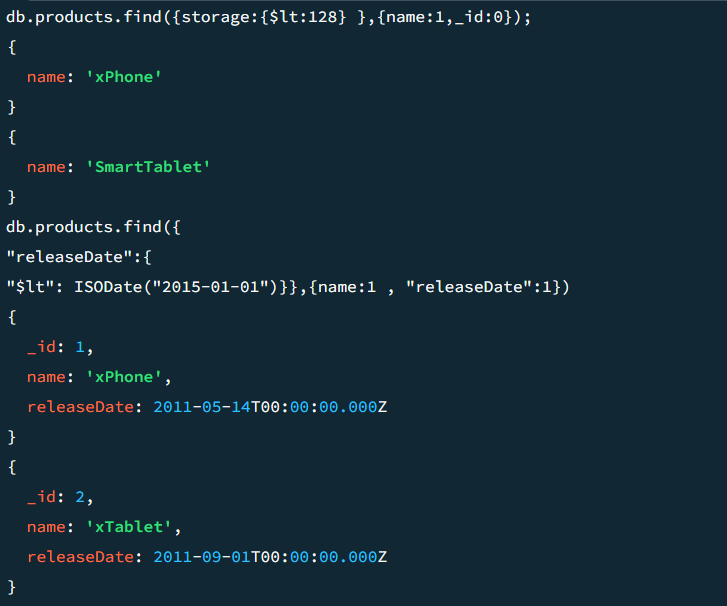 db.products.find({storage:{$lt:128} },{name:1,_id:0});
{
  name: 'xPhone'
}
{
  name: 'SmartTablet'
}
db.products.find({
"releaseDate":{
"$lt": ISODate("2015-01-01")}},{name:1 , "releaseDate":1})
{
  _id: 1,
  name: 'xPhone',
  releaseDate: 2011-05-14T00:00:00.000Z
}
{
  _id: 2,
  name: 'xTablet',
  releaseDate: 2011-09-01T00:00:00.000Z
}